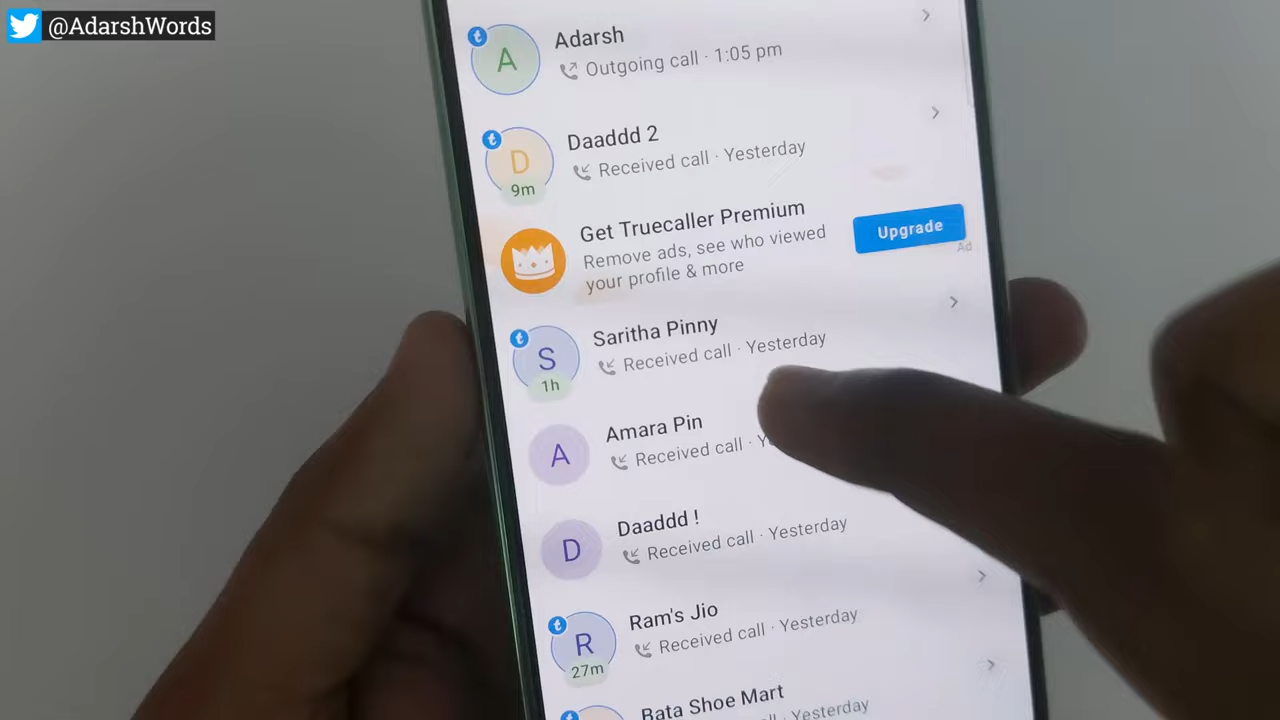 @AdarshWords
A
Adarsh
Outgoing call · 1:05 pm
D
9m
Daaddd 2
Received call · Yesterday
Get Truecaller Premium
Remove ads, see who viewed
your profile & more
Upgrade
Ad
S
1h
Saritha Pinny
Received call · Yesterday
A
Amara Pin
Received call ·
D
Daaddd !
Received call · Yesterday
R
27m
Ram's Jio
Received call · Yesterday
Bata Shoe Mart
Received call · Yesterday